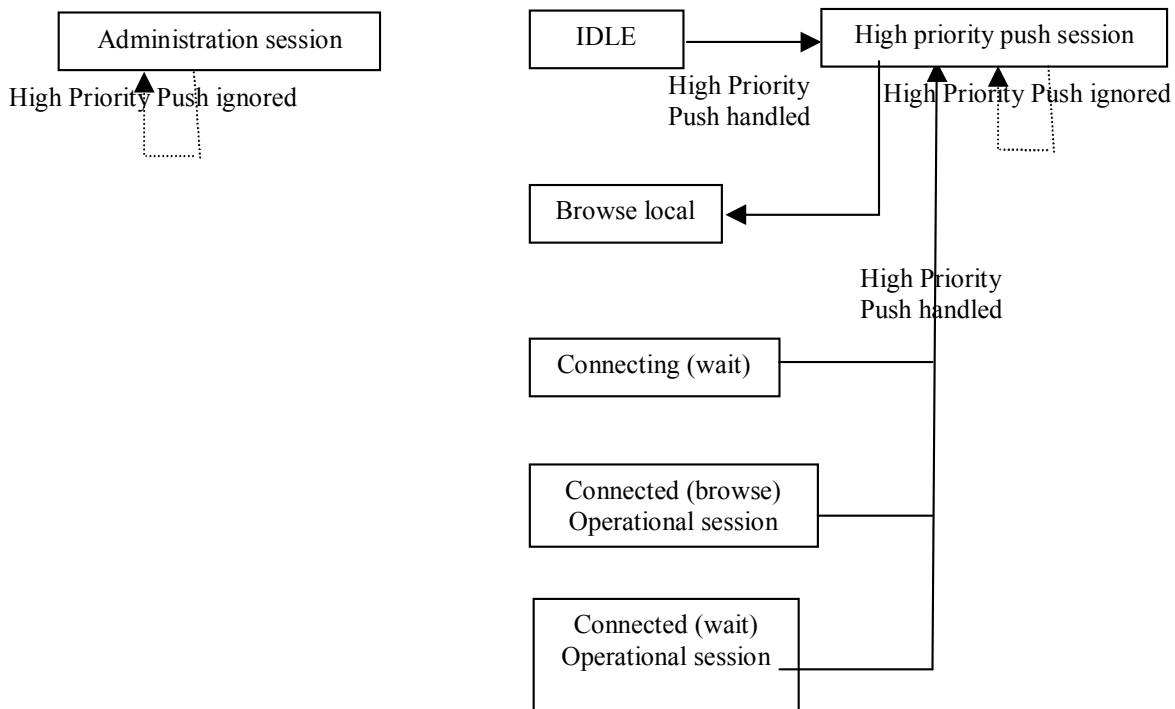 Administration session
High Priority Push ignored
IDLE
High priority push session
High Priority
Push handled
High Priority Push ignored
Browse local
High Priority
Push handled
Connecting (wait)
Connected (browse)
Operational session
Connected (wait)
Operational session